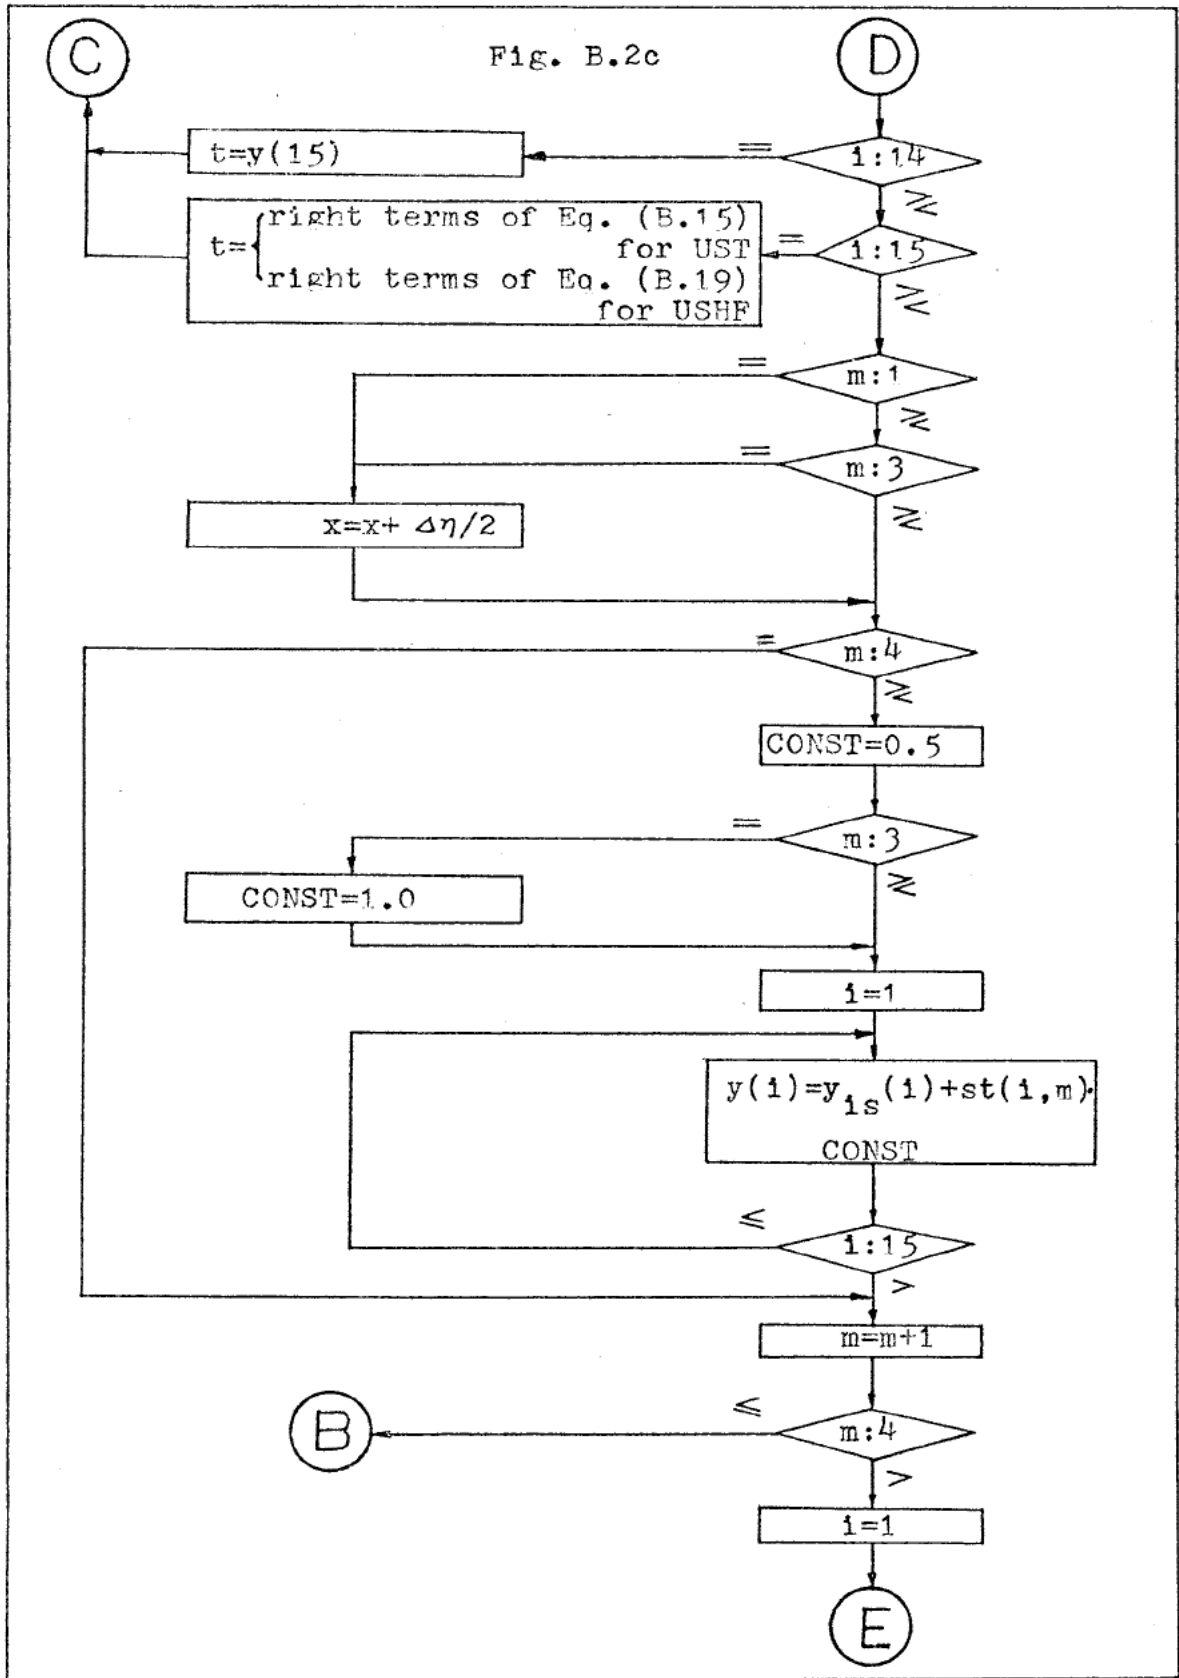 Fig. B.2c
C
D
i:14
=
t=y(15)
≷
i:15
=
t={right terms of Eq. (B.15)
for UST
right terms of Eq. (B.19)
for USHF
≷
m:1
=
≷
m:3
=
x=x+ Δη/2
≷
m:4
=
≷
CONST=0.5
m:3
=
CONST=1.0
≷
i=1
y(i)=y_is(i)+st(i,m)·
CONST
i:15
≤
>
m=m+1
m:4
≤
B
>
i=1
E